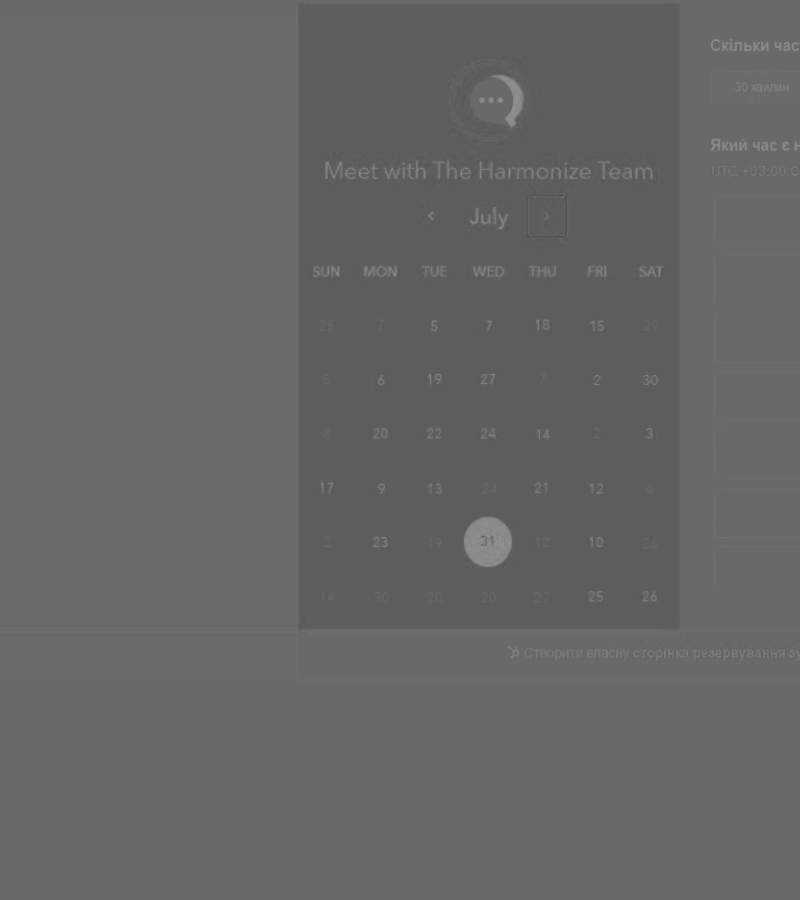 Meet with The Harmonize Team
July
SUN MON TUE WED THU FRI SAT
25 7 5 7 18 15 29
5 6 19 27 7 2 30
8 20 22 24 14 2 3
17 9 13 24 21 12 6
2 23 19 31 12 10 26
14 30 20 20 27 25 26
Скільки час
30 хвилин
Який час є н
UTC +03:00 С
Створити власну сторінка резервування зу